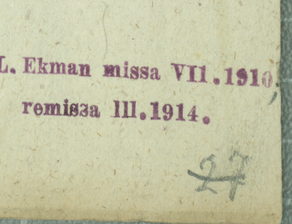 L. Ekman missa VII.1910.
remissa III.1914.
27